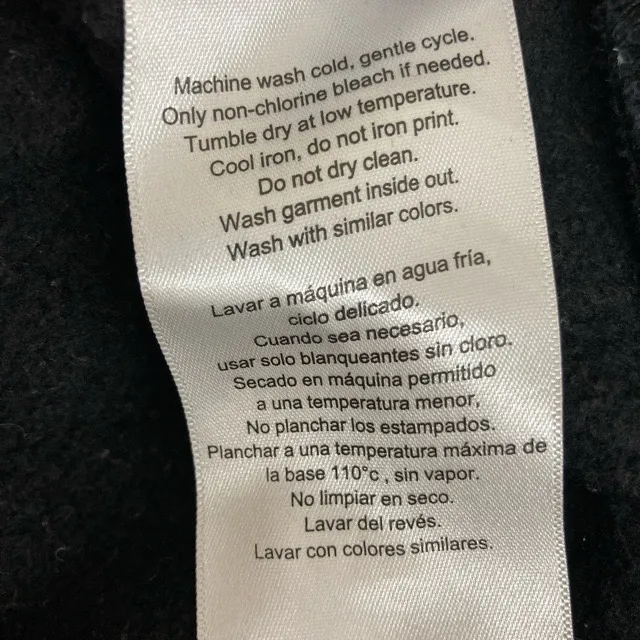 Machine wash cold, gentle cycle.
Only non-chlorine bleach if needed.
Tumble dry at low temperature.
Cool iron, do not iron print.
Do not dry clean.
Wash garment inside out.
Wash with similar colors.
Lavar a máquina en agua fría,
ciclo delicado.
Cuando sea necesario,
usar solo blanqueantes sin cloro.
Secado en máquina permitido
a una temperatura menor,
No planchar los estampados.
Planchar a una temperatura máxima de
la base 110°c , sin vapor.
No limpiar en seco.
Lavar del revés.
Lavar con colores similares.